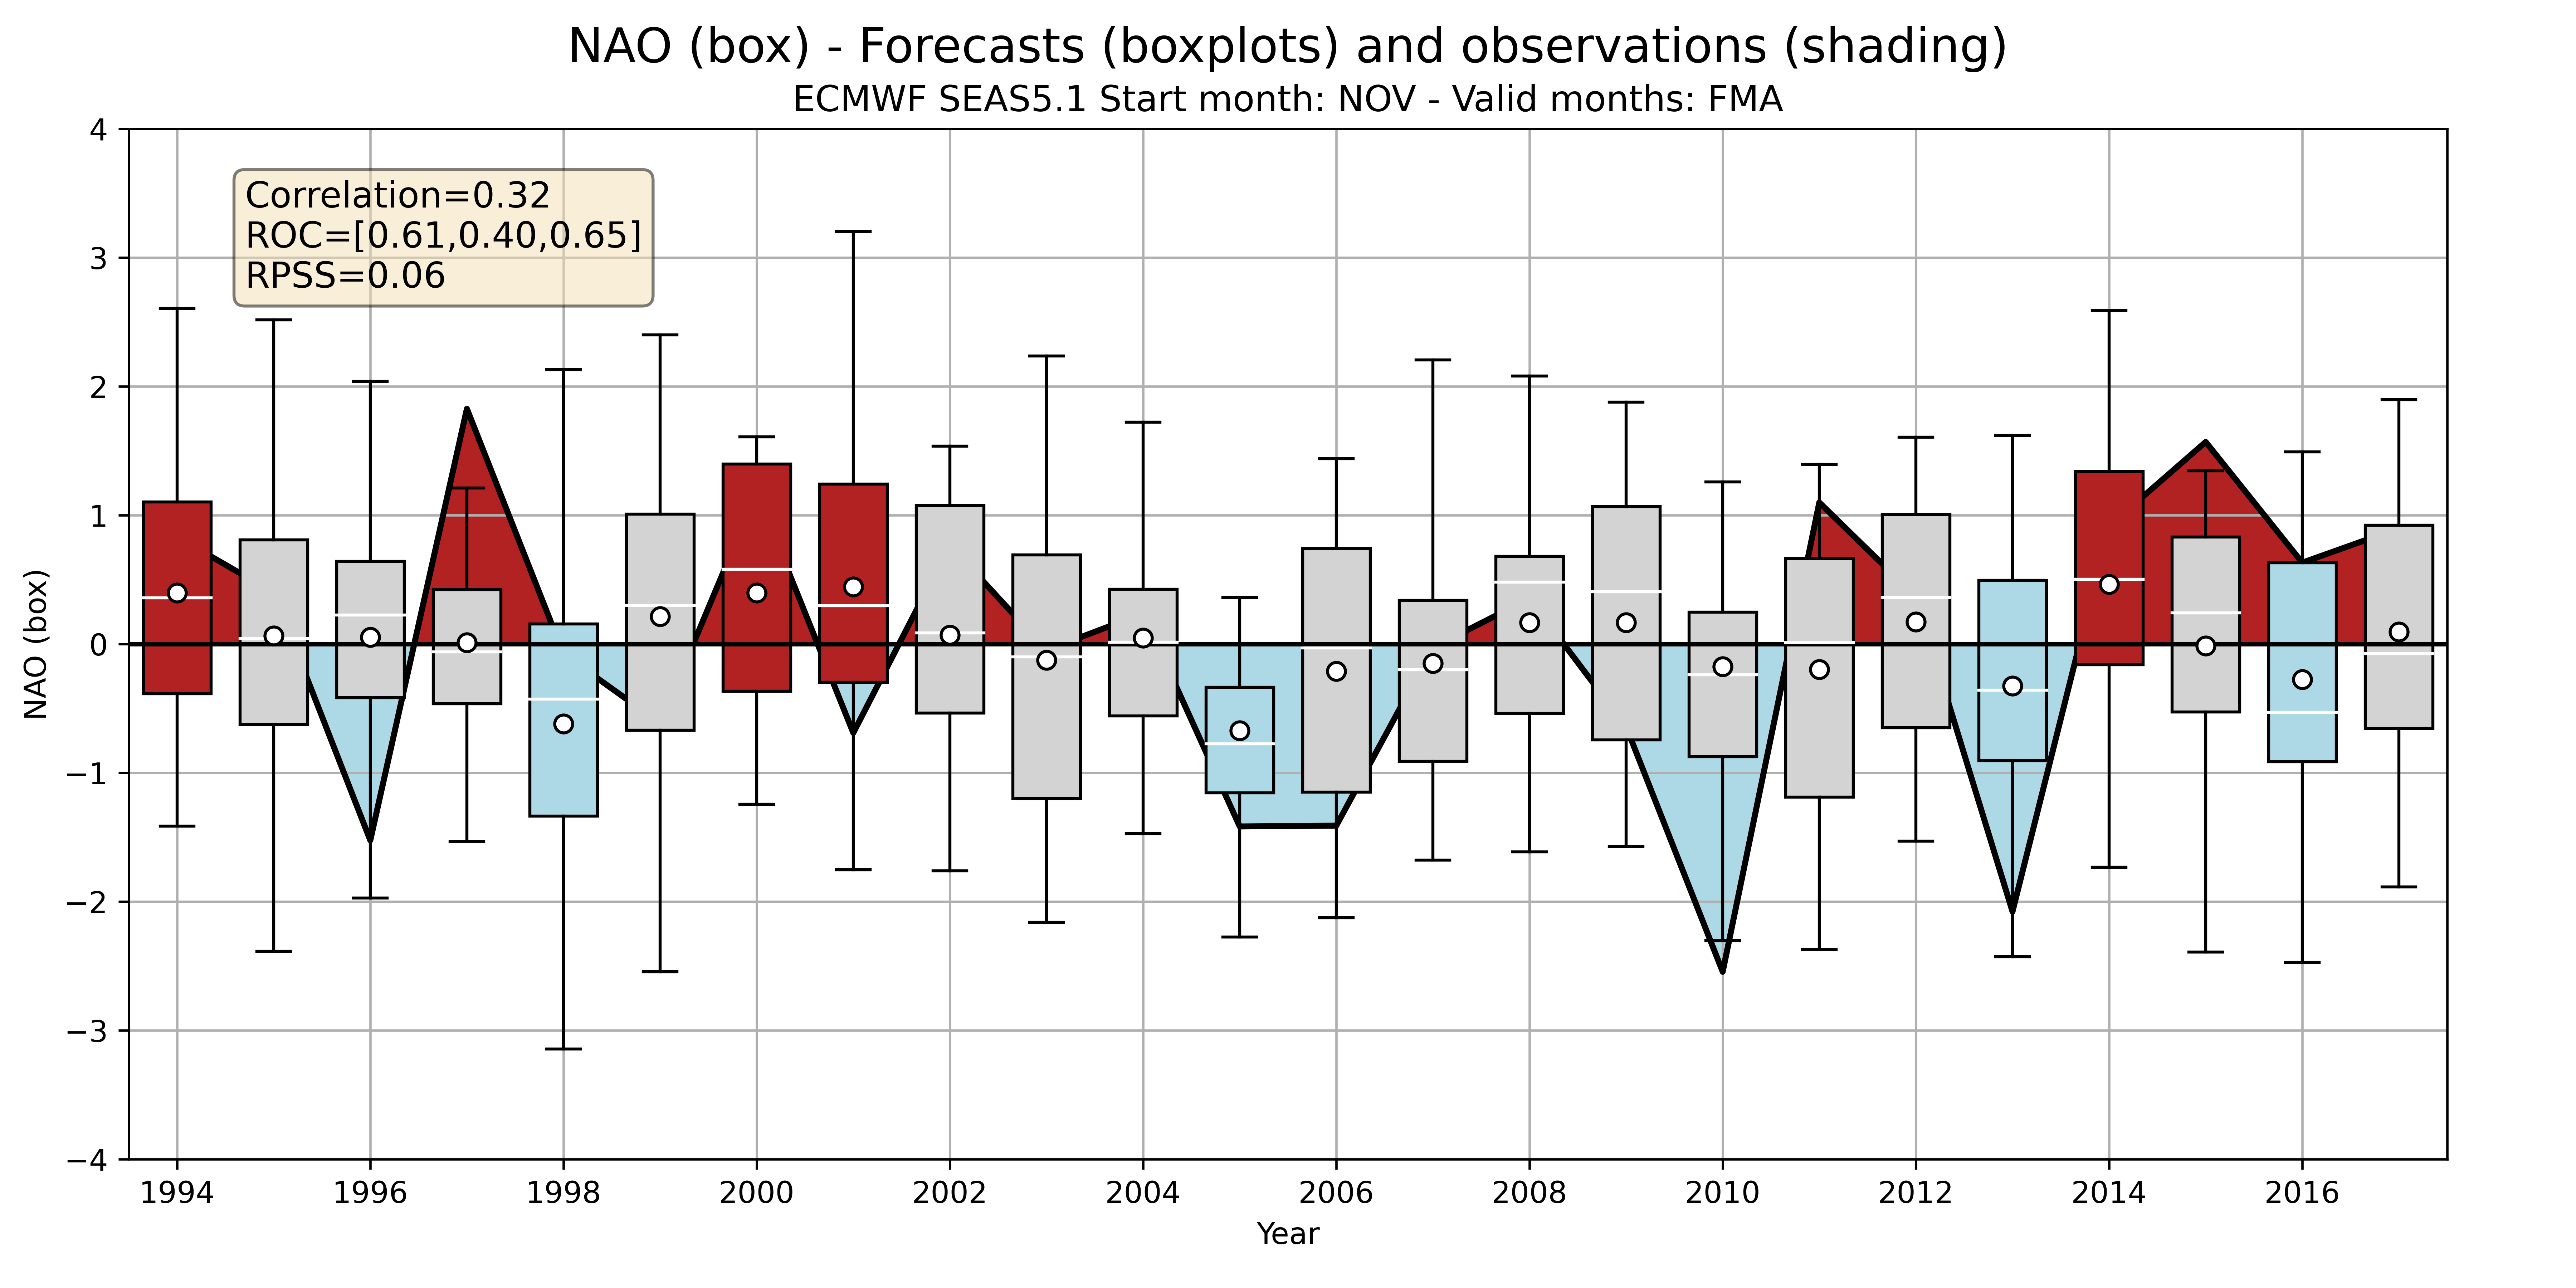 NAO (box) - Forecasts (boxplots) and observations (shading)
ECMWF SEAS5.1 Start month: NOV - Valid months: FMA
Correlation=0.32
ROC=[0.61,0.40,0.65]
RPSS=0.06
NAO (box)
4
3
2
1
0
−1
−2
−3
−4
1994 1996 1998 2000 2002 2004 2006 2008 2010 2012 2014 2016
Year